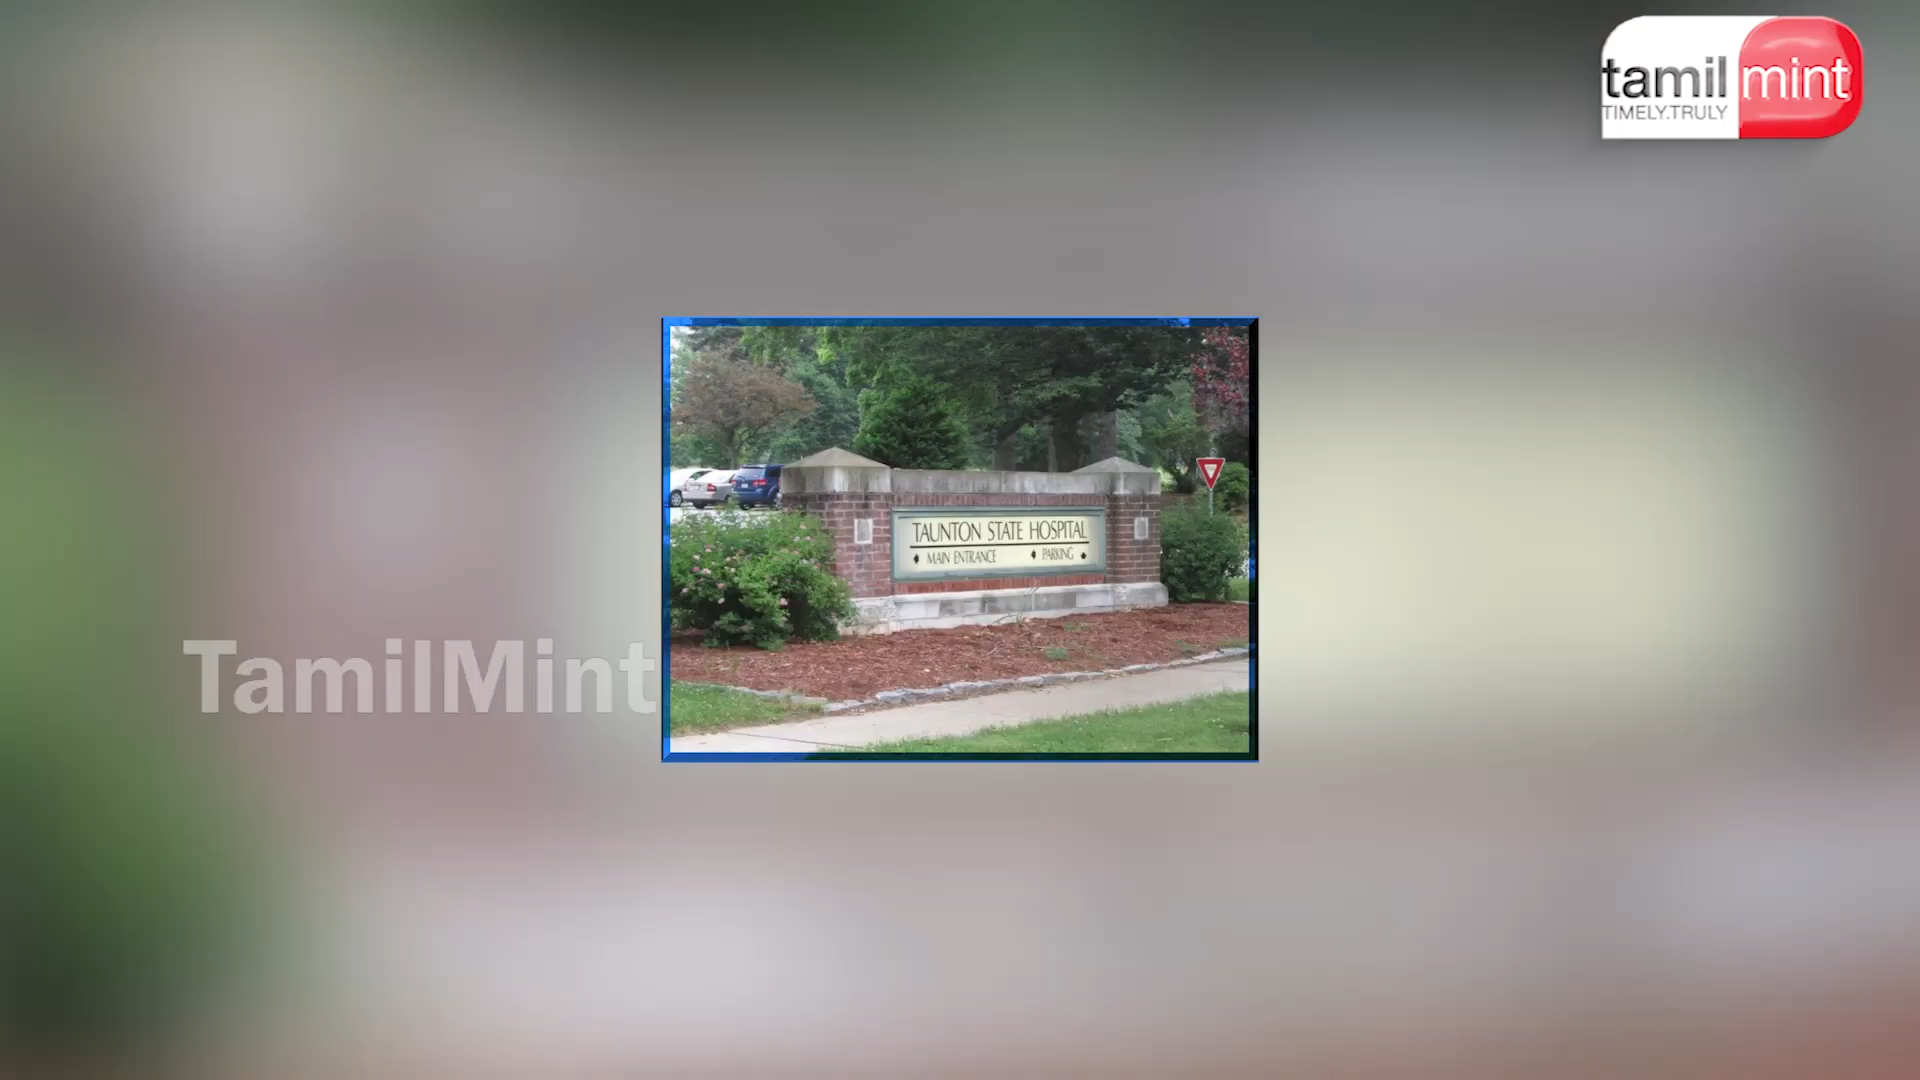 tamil mint
TIMELY.TRULY
TAUNTON STATE HOSPITAL
MAIN ENTRANCE PARKING
TamilMint